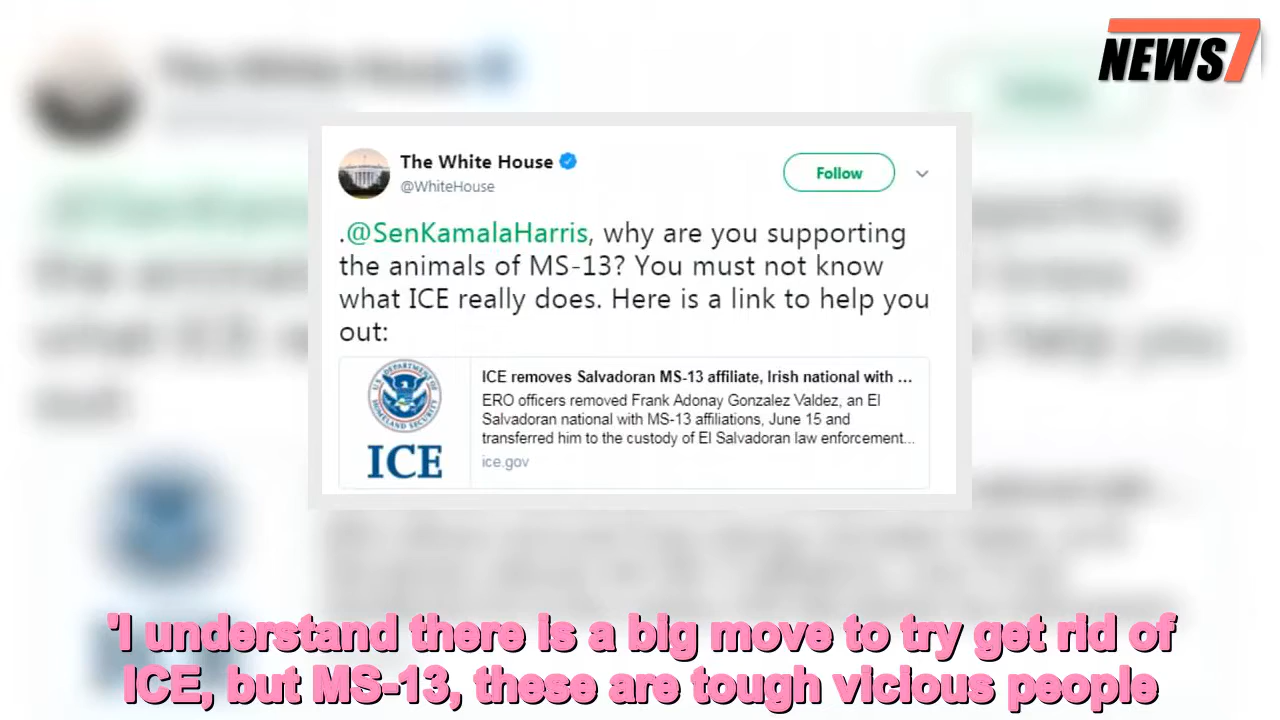 NEWS7
The White House
@WhiteHouse
Follow
.@SenKamalaHarris, why are you supporting
the animals of MS-13? You must not know
what ICE really does. Here is a link to help you
out:
U.S. DEPARTMENT OF
HOMELAND SECURITY
ICE
ICE removes Salvadoran MS-13 affiliate, Irish national with ...
ERO officers removed Frank Adonay Gonzalez Valdez, an El
Salvadoran national with MS-13 affiliations, June 15 and
transferred him to the custody of El Salvadoran law enforcement...
ice.gov
'I understand there is a big move to try get rid of
ICE, but MS-13, these are tough vicious people